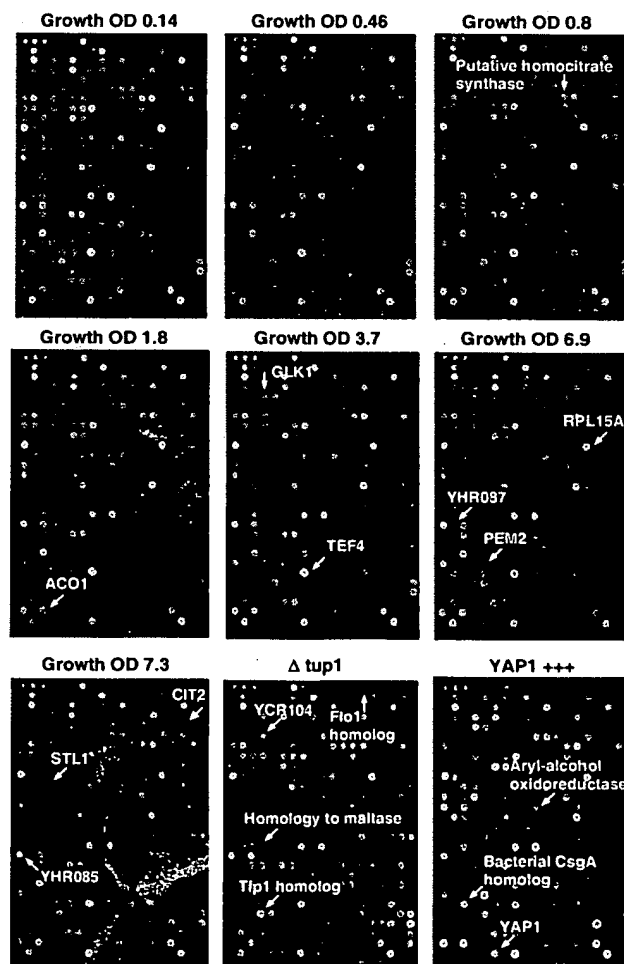 Growth OD 0.14
Growth OD 0.46
Growth OD 0.8
Putative homocitrate
synthase
Growth OD 1.8
Growth OD 3.7
Growth OD 6.9
GLK1
RPL15A
YHR087
PEM2
TEF4
ACO1
Growth OD 7.3
Δ tup1
YAP1 +++
CIT2
YCR104
Flo1
homolog
STL1
Aryl-alcohol
oxidoreductase
Homology to maltase
YHR085
Bacterial CsgA
homolog
Tip1 homolog
YAP1